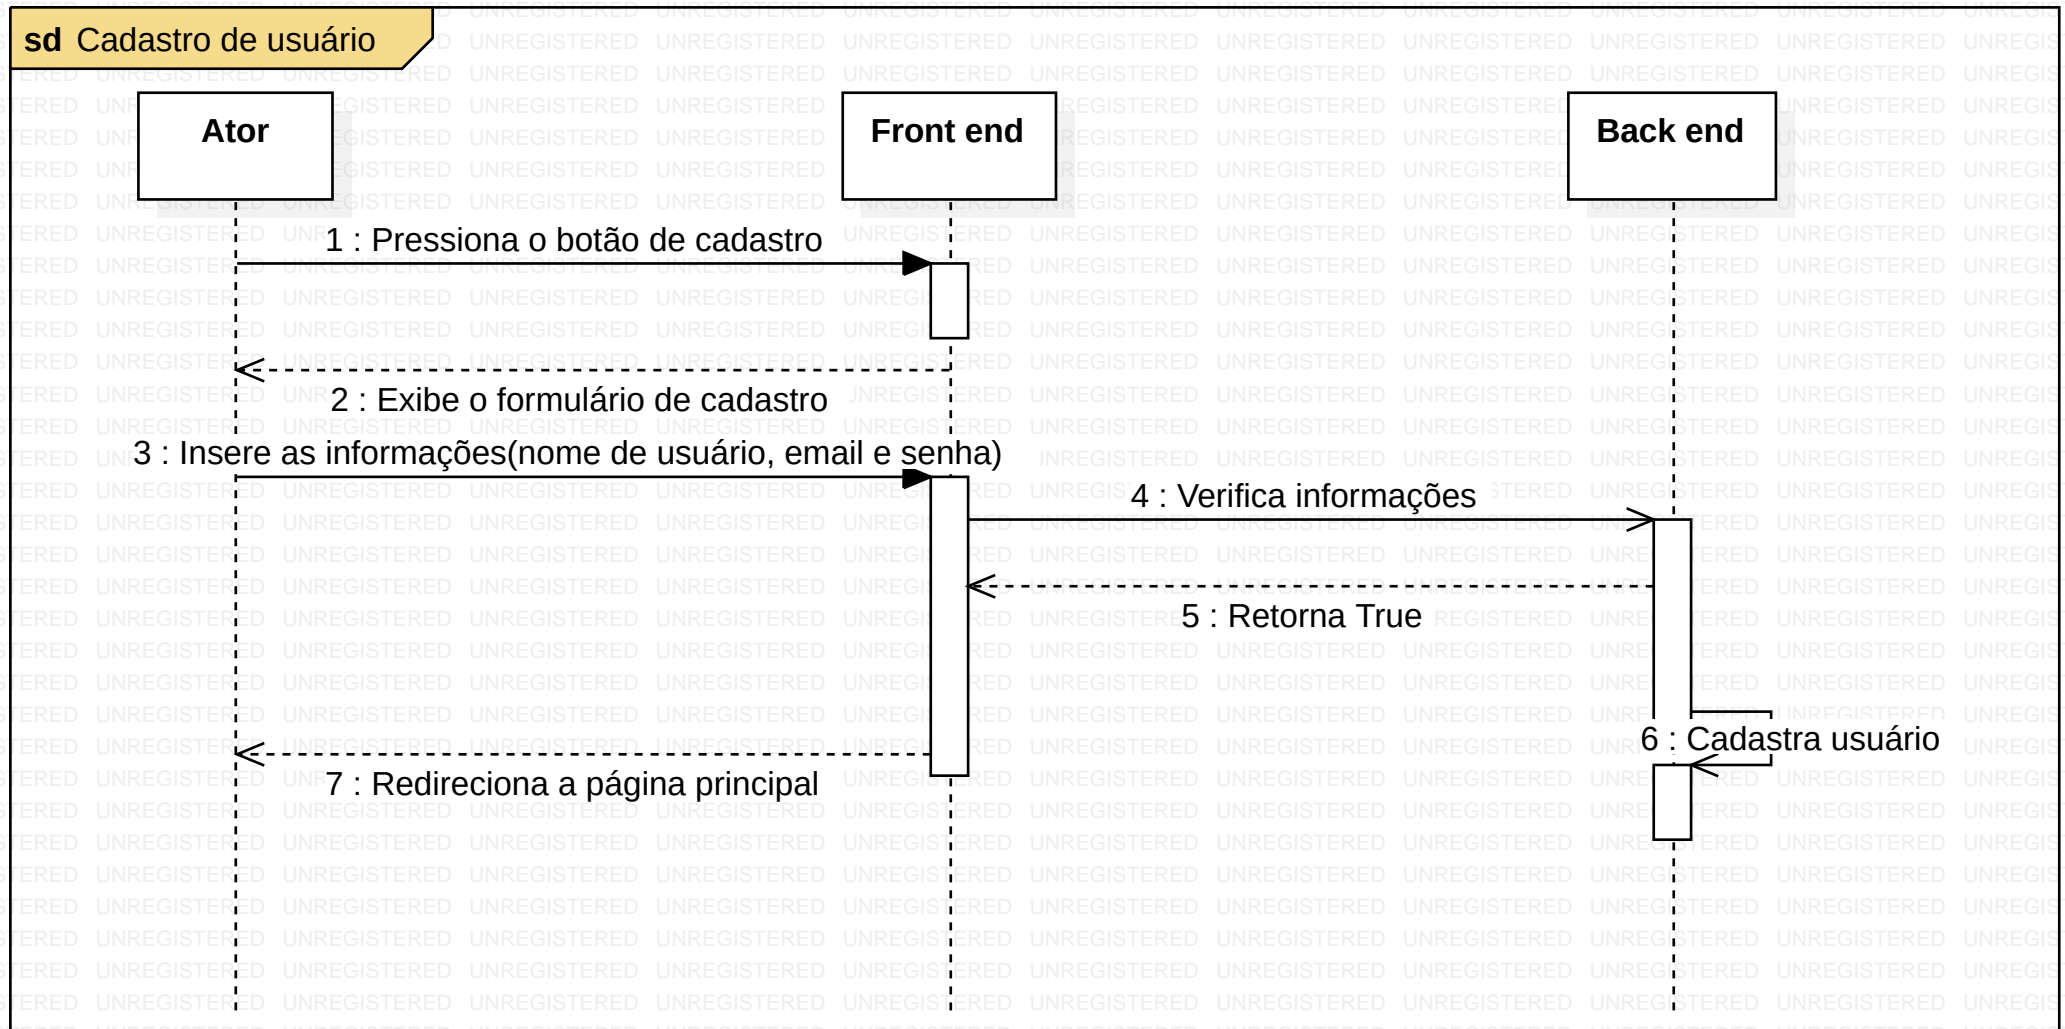 sd Cadastro de usuário
Ator
Front end
Back end
1 : Pressiona o botão de cadastro
2 : Exibe o formulário de cadastro
3 : Insere as informações(nome de usuário, email e senha)
4 : Verifica informações
5 : Retorna True
6 : Cadastra usuário
7 : Redireciona a página principal
UNREGISTERED